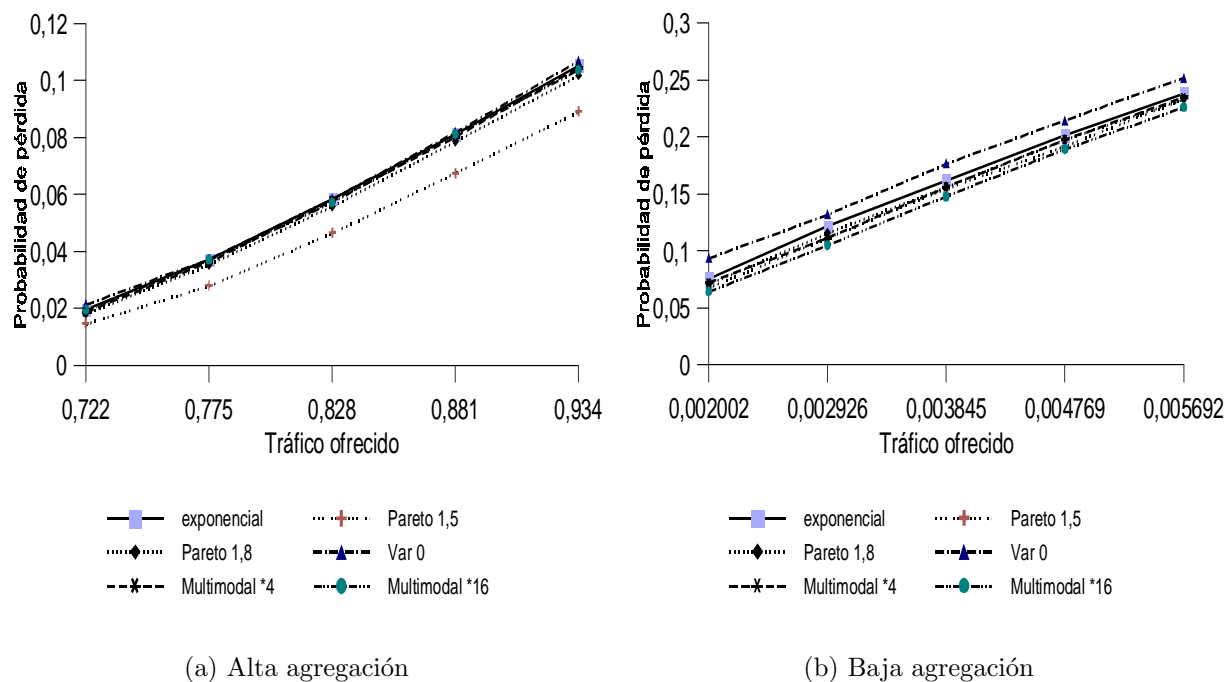 0,12
0,1
0,08
0,06
0,04
0,02
0
Probabilidad de pérdida
0,722
0,775
0,828
0,881
0,934
Tráfico ofrecido
exponencial
Pareto 1,5
Pareto 1,8
Var 0
Multimodal *4
Multimodal *16
(a) Alta agregación
0,3
0,25
0,2
0,15
0,1
0,05
0
Probabilidad de pérdida
0,002002
0,002926
0,003845
0,004769
0,005692
Tráfico ofrecido
exponencial
Pareto 1,5
Pareto 1,8
Var 0
Multimodal *4
Multimodal *16
(b) Baja agregación